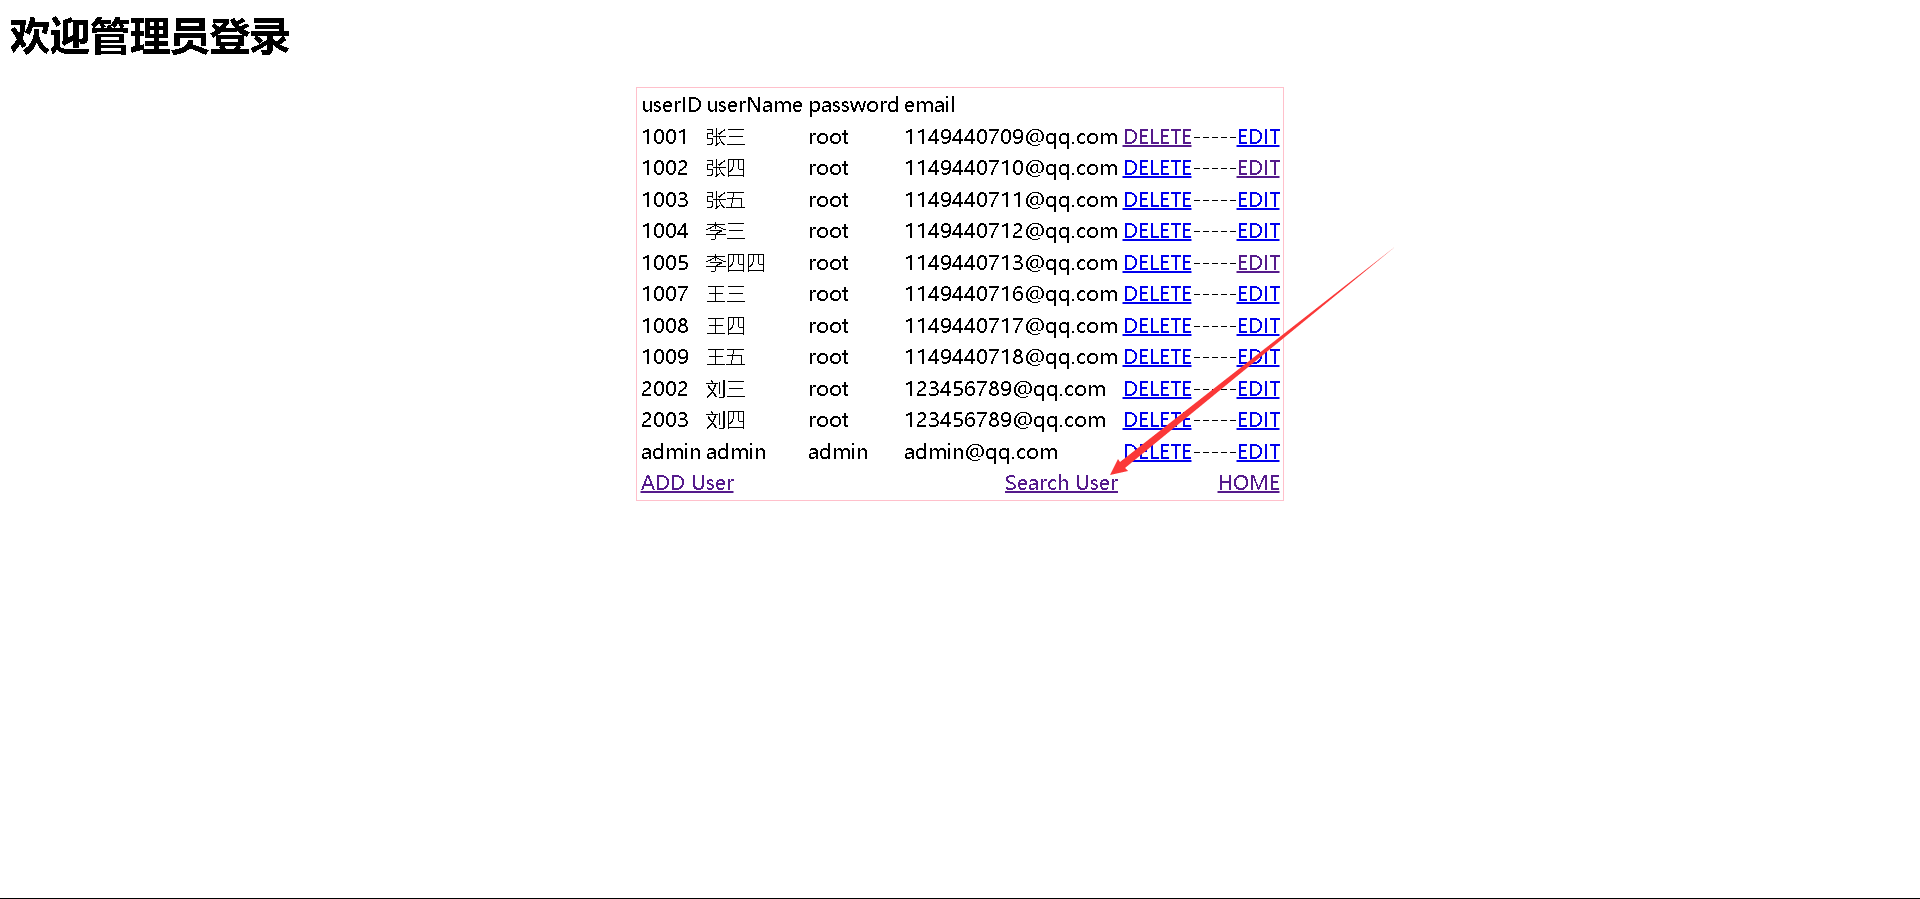 欢迎管理员登录
userID userName password email
1001 张三 root 1149440709@qq.com DELETE-----EDIT
1002 张四 root 1149440710@qq.com DELETE-----EDIT
1003 张五 root 1149440711@qq.com DELETE-----EDIT
1004 李三 root 1149440712@qq.com DELETE-----EDIT
1005 李四四 root 1149440713@qq.com DELETE-----EDIT
1007 王三 root 1149440716@qq.com DELETE-----EDIT
1008 王四 root 1149440717@qq.com DELETE-----EDIT
1009 王五 root 1149440718@qq.com DELETE-----EDIT
2002 刘三 root 123456789@qq.com DELETE-----EDIT
2003 刘四 root 123456789@qq.com DELETE-----EDIT
admin admin admin admin@qq.com DELETE-----EDIT
ADD User Search User HOME